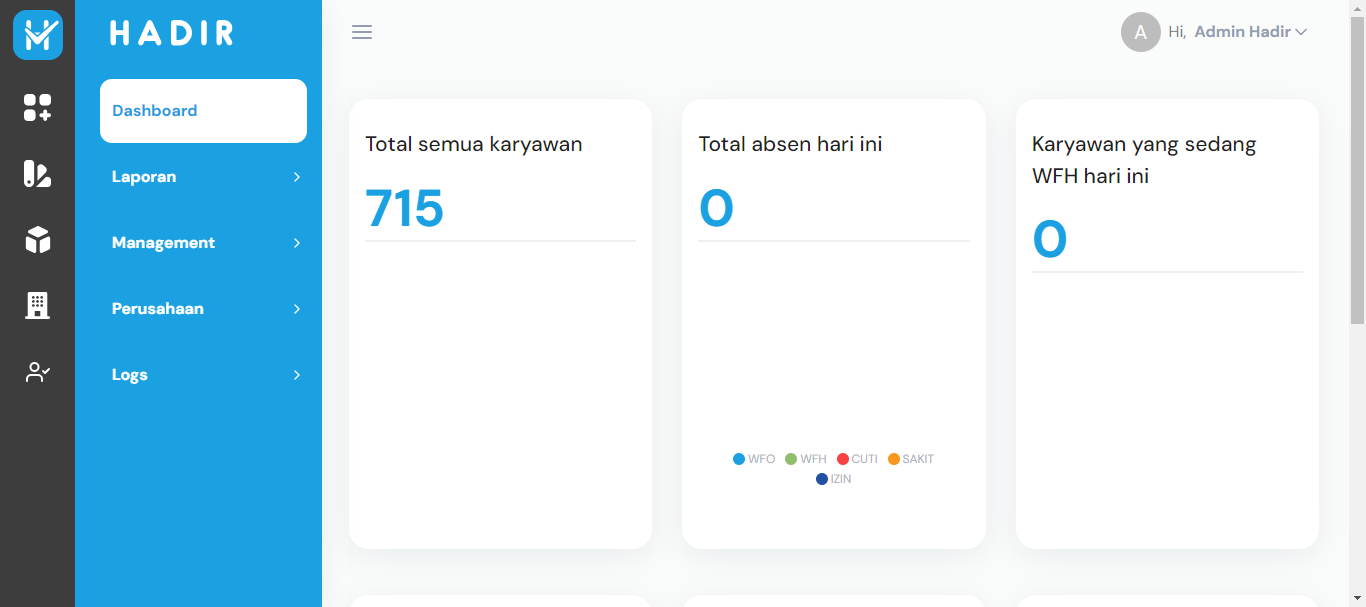 HADIR
Dashboard
Laporan
Management
Perusahaan
Logs
A
Hi, Admin Hadir
Total semua karyawan
715
Total absen hari ini
0
WFO WFH CUTI SAKIT
IZIN
Karyawan yang sedang
WFH hari ini
0